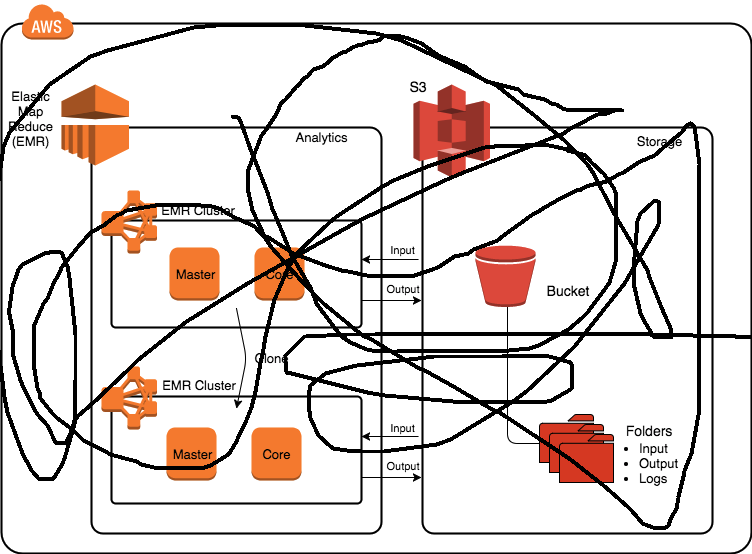 AWS
Elastic
Map
Reduce
(EMR)
S3
Analytics
Storage
EMR Cluster
Master
Core
Input
Output
Bucket
Clone
EMR Cluster
Master
Core
Input
Output
Folders
• Input
• Output
• Logs